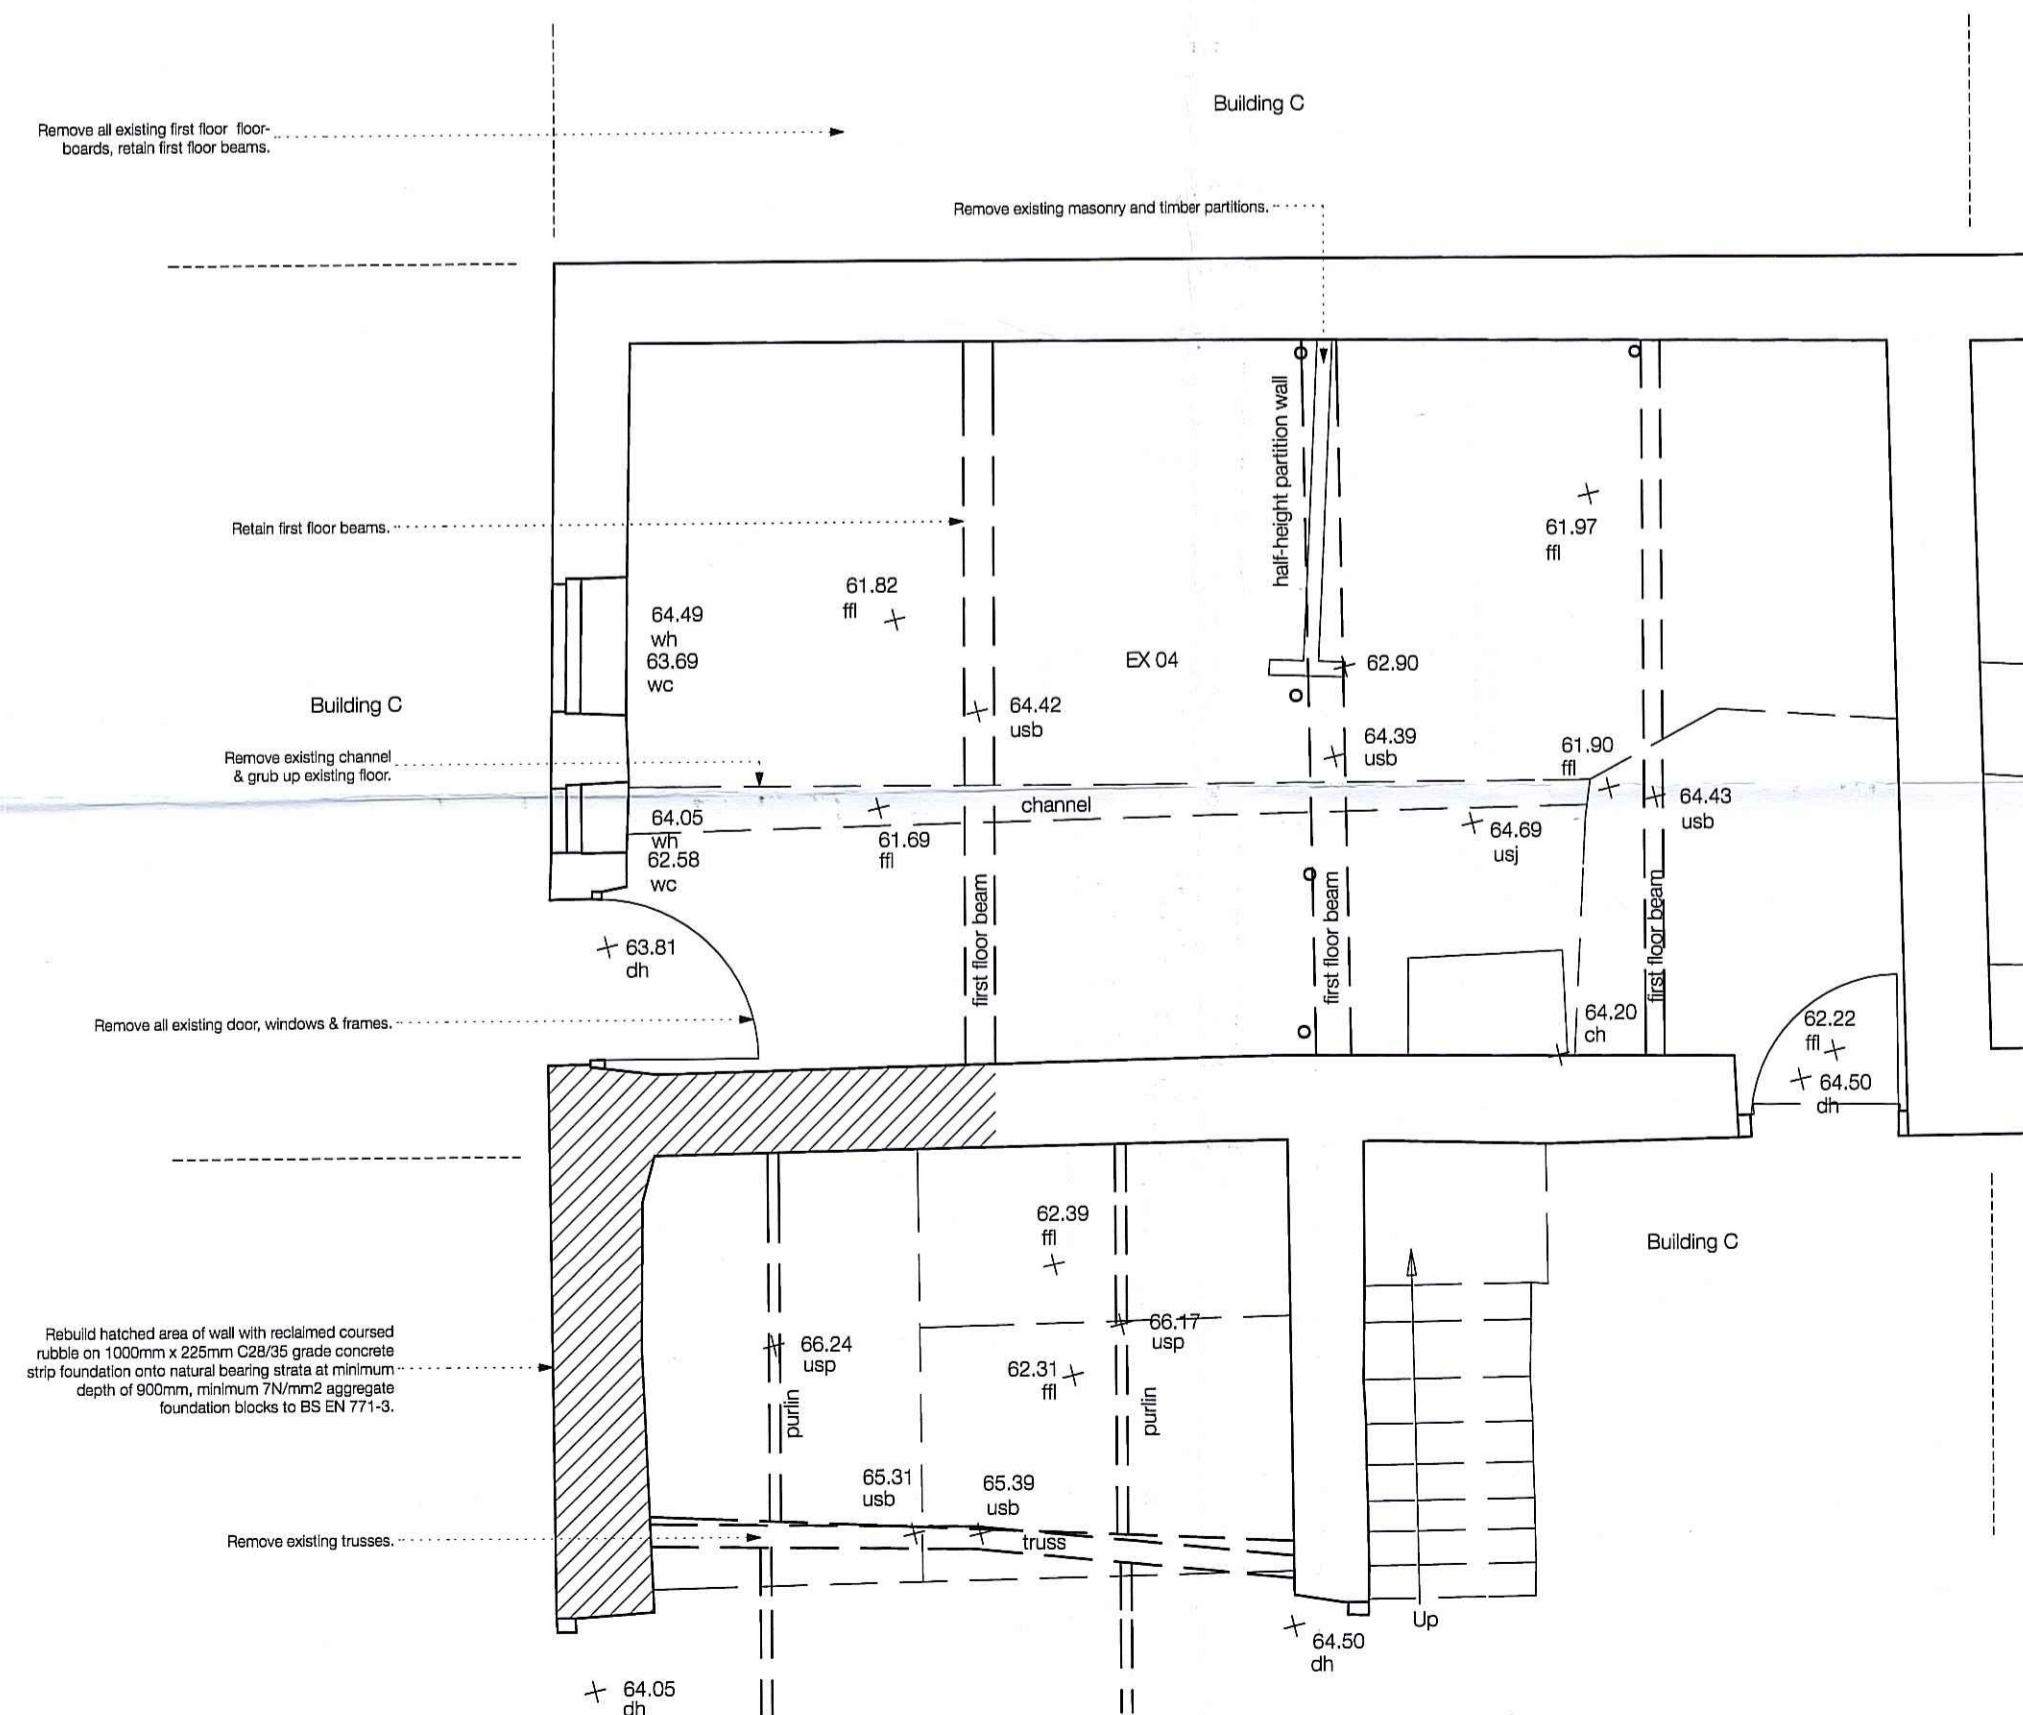 Building C
Remove all existing first floor floor-
boards, retain first floor beams.
Remove existing masonry and timber partitions.
half-height partition wall
Retain first floor beams.
61.97
ffl
61.82
ffl
64.49
wh
63.69
wc
EX 04
62.90
Building C
64.42
usb
64.39
usb
61.90
ffl
Remove existing channel
& grub up existing floor.
channel
64.43
usb
64.05
wh
62.58
wc
61.69
ffl
64.69
usj
first floor beam
first floor beam
first floor beam
63.81
dh
64.20
ch
62.22
ffl
64.50
dh
Remove all existing door, windows & frames.
62.39
ffl
Building C
66.24
usp
66.17
usp
62.31
ffl
purlin
purlin
Rebuild hatched area of wall with reclaimed coursed
rubble on 1000mm x 225mm C28/35 grade concrete
strip foundation onto natural bearing strata at minimum
depth of 900mm, minimum 7N/mm2 aggregate
foundation blocks to BS EN 771-3.
65.31
usb
65.39
usb
Remove existing trusses.
truss
Up
64.50
dh
64.05
dh